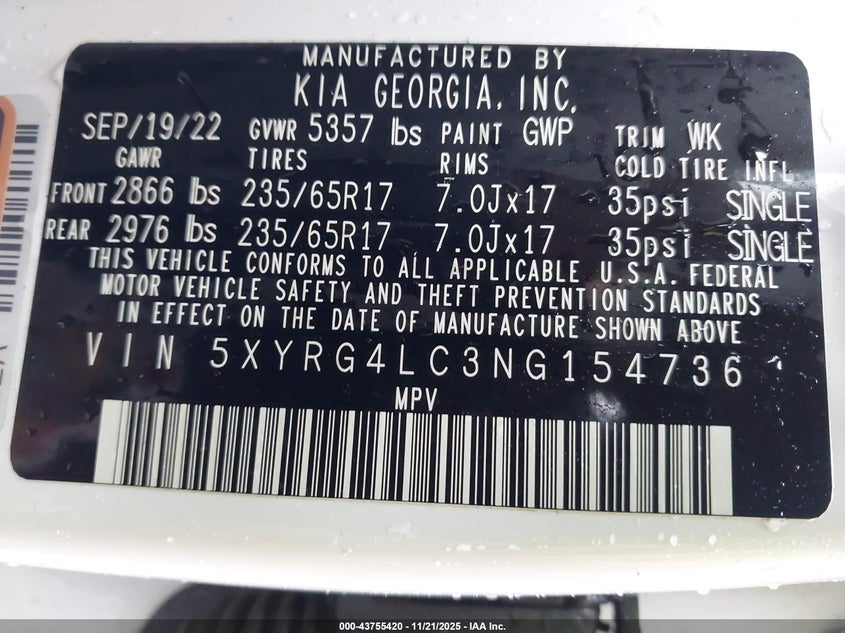 MANUFACTURED BY
KIA GEORGIA, INC.
SEP/19/22 GVWR 5357 lbs PAINT GWP TRIM WK
GAWR TIRES RIMS COLD TIRE INFL
FRONT 2866 lbs 235/65R17 7.0Jx17 35psi SINGLE
REAR 2976 lbs 235/65R17 7.0Jx17 35psi SINGLE
THIS VEHICLE CONFORMS TO ALL APPLICABLE U.S.A. FEDERAL
MOTOR VEHICLE SAFETY AND THEFT PREVENTION STANDARDS
IN EFFECT ON THE DATE OF MANUFACTURE SHOWN ABOVE
VIN 5XYRG4LC3NG154736
MPV
000-43755420 | 11/21/2025 | IAA Inc.